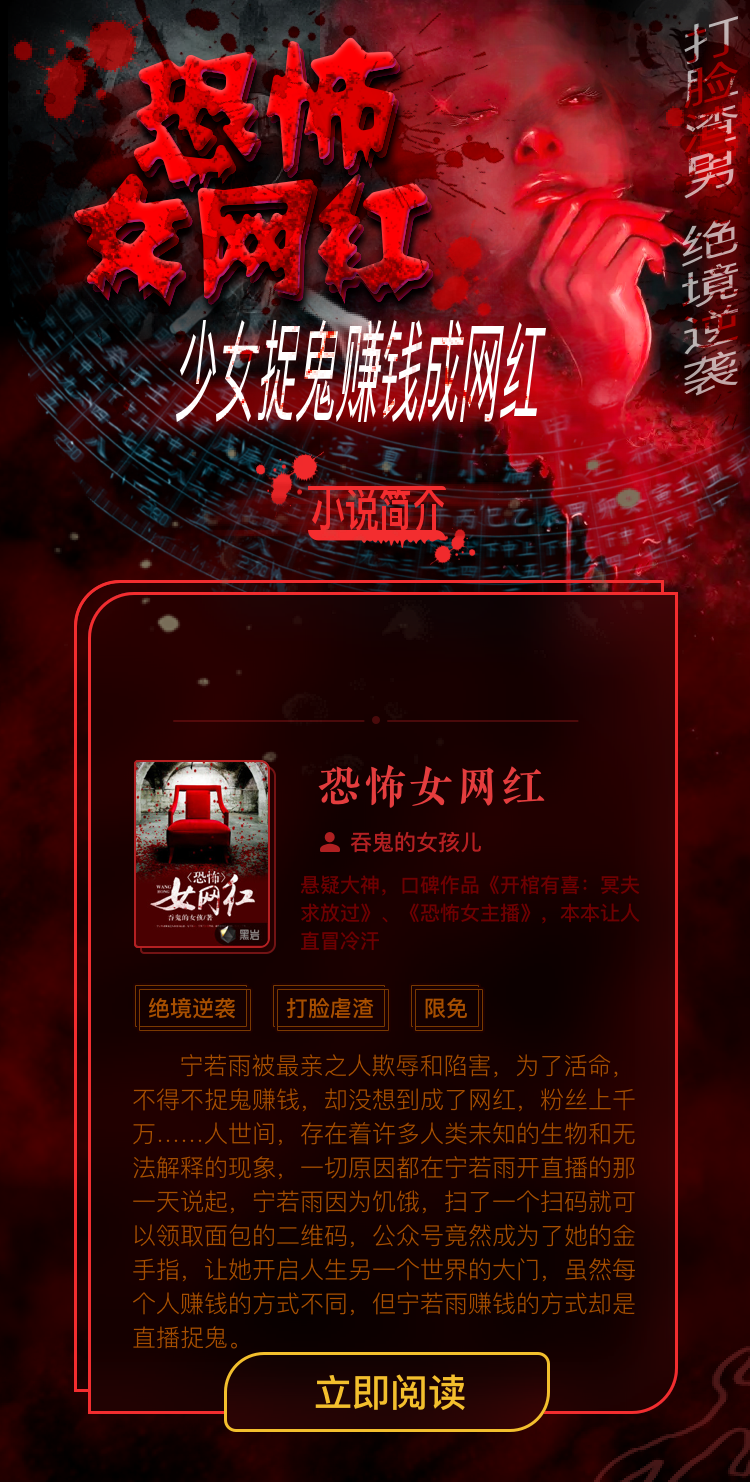 恐怖
女网红
打脸渣男 绝境逆袭
少女捉鬼赚钱成网红
小说简介
立夏 小满
恐怖女网红
吞鬼的女孩儿
悬疑大神，口碑作品《开棺有喜：冥夫
求放过》、《恐怖女主播》，本本让人
直冒冷汗
《恐怖》
WANG
HONG
女网红
吞鬼的女孩/著
黑岩
绝境逆袭 打脸虐渣 限免
宁若雨被最亲之人欺辱和陷害，为了活命，
不得不捉鬼赚钱，却没想到成了网红，粉丝上千
万……人世间，存在着许多人类未知的生物和无
法解释的现象，一切原因都在宁若雨开直播的那
一天说起，宁若雨因为饥饿，扫了一个扫码就可
以领取面包的二维码，公众号竟然成为了她的金
手指，让她开启人生另一个世界的大门，虽然每
个人赚钱的方式不同，但宁若雨赚钱的方式却是
直播捉鬼。
立即阅读